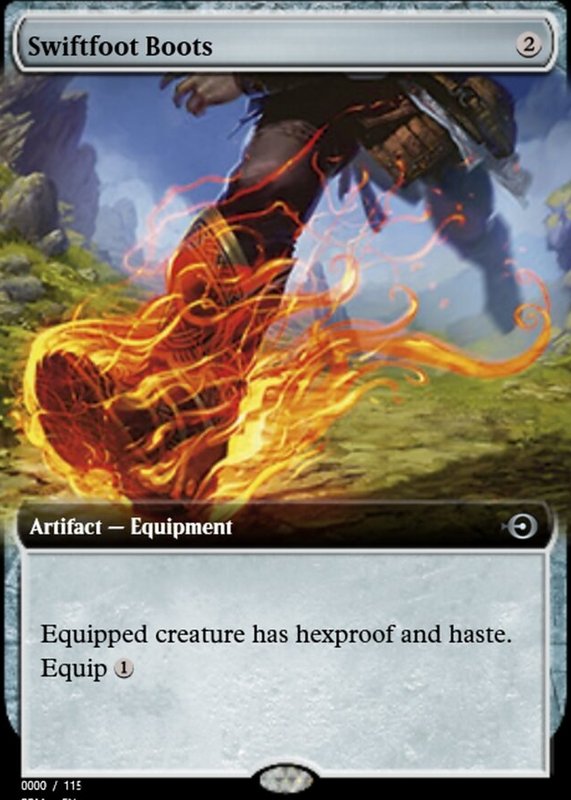 Swiftfoot Boots 2
Artifact — Equipment
Equipped creature has hexproof and haste.
Equip 1
0000 / 115